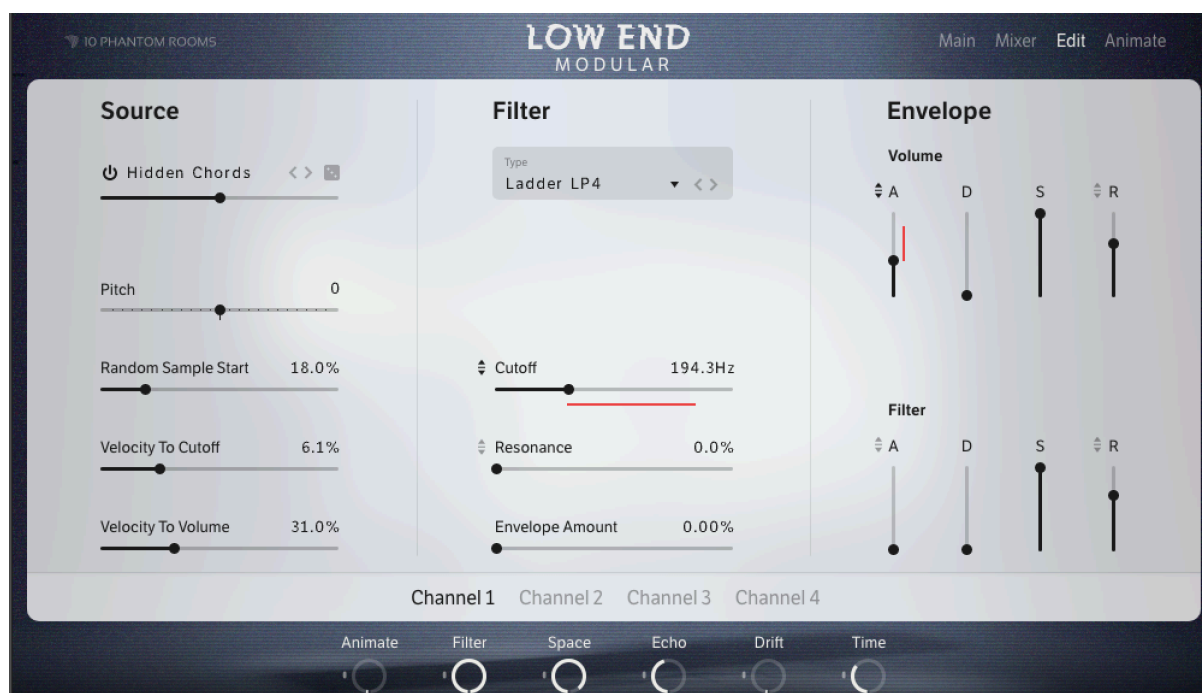 10 PHANTOM ROOMS
LOW END
MODULAR
Main Mixer Edit Animate
Source
Hidden Chords
Pitch 0
Random Sample Start 18.0%
Velocity To Cutoff 6.1%
Velocity To Volume 31.0%
Filter
Type
Ladder LP4
Cutoff 194.3Hz
Resonance 0.0%
Envelope Amount 0.00%
Envelope
Volume
A D S R
Filter
A D S R
Channel 1 Channel 2 Channel 3 Channel 4
Animate Filter Space Echo Drift Time